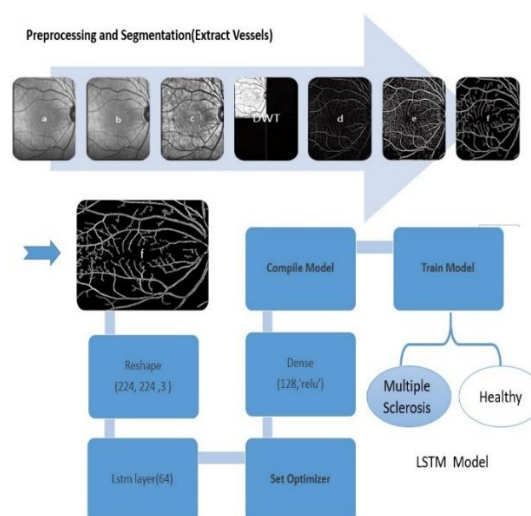 Preprocessing and Segmentation(Extract Vessels)
a
b
c
DWT
d
e
f
f
Compile Model
Train Model
Reshape
(224, 224 ,3 )
Dense
(128,'relu')
Multiple
Sclerosis
Healthy
Lstm layer(64)
Set Optimizer
LSTM Model